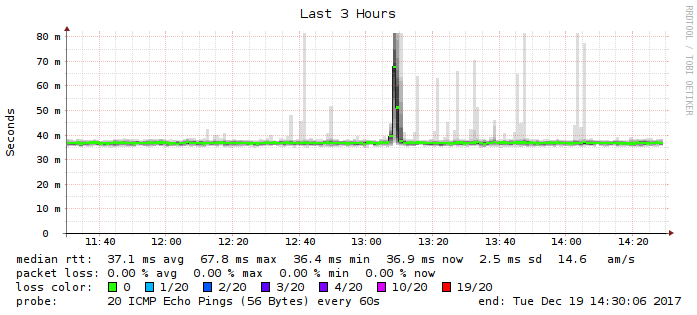 Last 3 Hours
RRDTOOL / TOBI OETIKER
Seconds
80 m
70 m
60 m
50 m
40 m
30 m
20 m
10 m
0
11:40 12:00 12:20 12:40 13:00 13:20 13:40 14:00 14:20
median rtt: 37.1 ms avg 67.8 ms max 36.4 ms min 36.9 ms now 2.5 ms sd 14.6 am/s
packet loss: 0.00 % avg 0.00 % max 0.00 % min 0.00 % now
loss color: 0 1/20 2/20 3/20 4/20 10/20 19/20
probe: 20 ICMP Echo Pings (56 Bytes) every 60s end: Tue Dec 19 14:30:06 2017